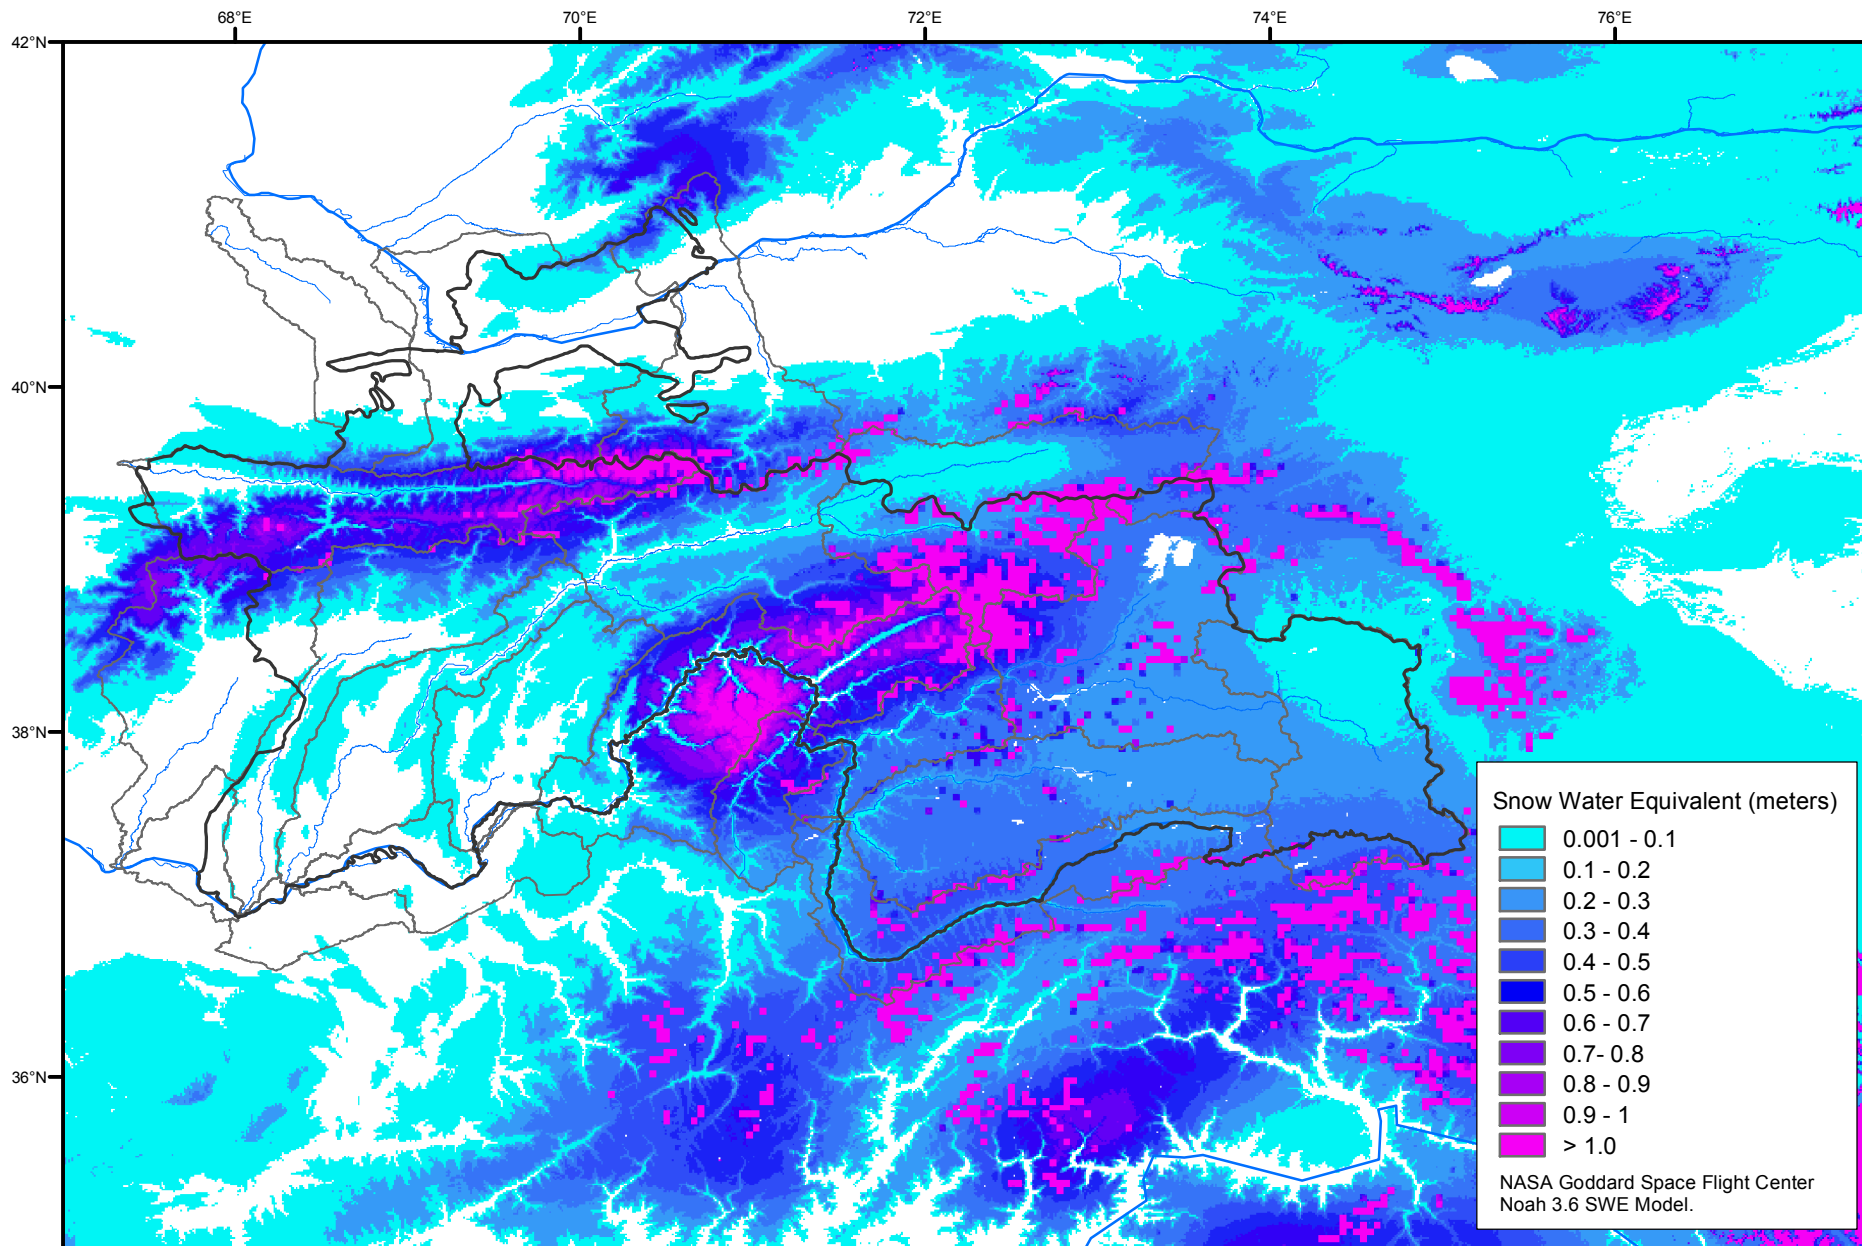 68°E
70°E
72°E
74°E
76°E
42°N
40°N
38°N
36°N
Snow Water Equivalent (meters)
0.001 - 0.1
0.1 - 0.2
0.2 - 0.3
0.3 - 0.4
0.4 - 0.5
0.5 - 0.6
0.6 - 0.7
0.7- 0.8
0.8 - 0.9
0.9 - 1
> 1.0
NASA Goddard Space Flight Center
Noah 3.6 SWE Model.